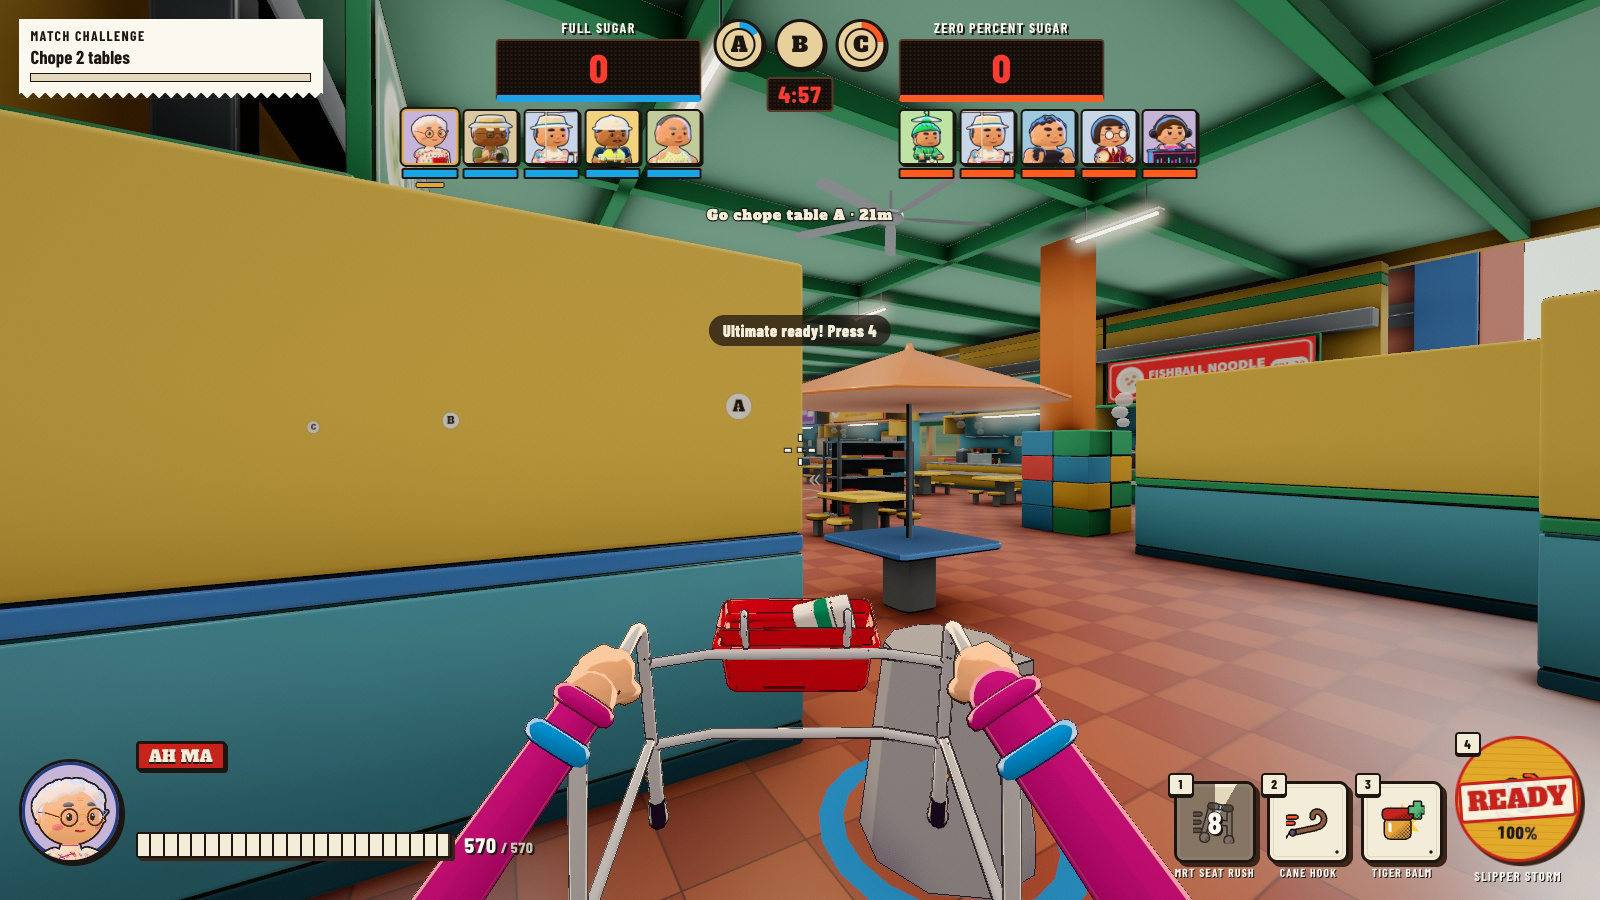 MATCH CHALLENGE
Chope 2 tables
FULL SUGAR
0
A
B
C
4:57
ZERO PERCENT SUGAR
0
Go chope table A · 21m
Ultimate ready! Press 4
FISHBALL NOODLE
C
B
A
AH MA
570 / 570
1
8
MRT SEAT RUSH
2
CANE HOOK
3
TIGER BALM
4
READY
100%
SLIPPER STORM